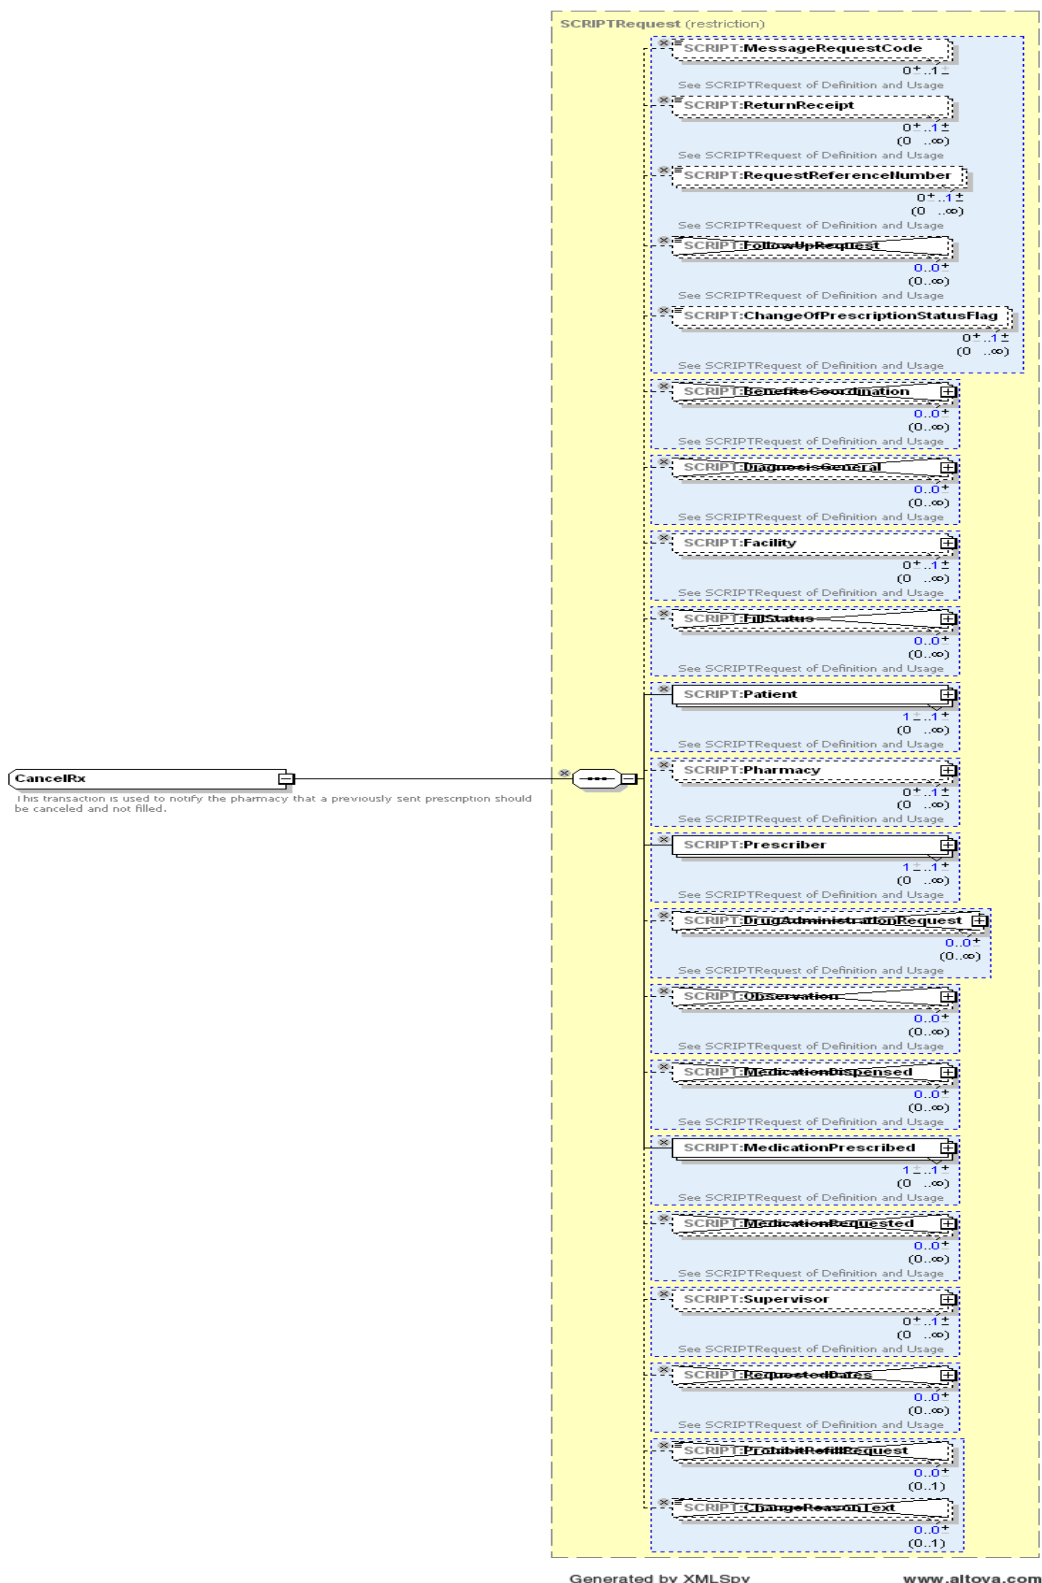 SCRIPTRequest (restriction)
SCRIPT:MessageRequestCode
0±..1±
See SCRIPTRequest of Definition and Usage
SCRIPT:ReturnReceipt
0±..1±
(0 ..∞)
See SCRIPTRequest of Definition and Usage
SCRIPT:RequestReferenceNumber
0±..1±
(0 ..∞)
See SCRIPTRequest of Definition and Usage
SCRIPT:FollowUpRequest
0..0±
(0..∞)
See SCRIPTRequest of Definition and Usage
SCRIPT:ChangeOfPrescriptionStatusFlag
0±..1±
(0 ..∞)
See SCRIPTRequest of Definition and Usage
SCRIPT:BenefitsCoordination
0..0±
(0..∞)
See SCRIPTRequest of Definition and Usage
SCRIPT:DiagnosisGeneral
0..0±
(0..∞)
See SCRIPTRequest of Definition and Usage
SCRIPT:Facility
0±..1±
(0 ..∞)
See SCRIPTRequest of Definition and Usage
SCRIPT:FillStatus
0..0±
(0..∞)
See SCRIPTRequest of Definition and Usage
SCRIPT:Patient
1±..1±
(0 ..∞)
See SCRIPTRequest of Definition and Usage
CancelRx
This transaction is used to notify the pharmacy that a previously sent prescription should
be canceled and not filled.
SCRIPT:Pharmacy
0±..1±
(0 ..∞)
See SCRIPTRequest of Definition and Usage
SCRIPT:Prescriber
1±..1±
(0 ..∞)
See SCRIPTRequest of Definition and Usage
SCRIPT:DrugAdministrationRequest
0..0±
(0..∞)
See SCRIPTRequest of Definition and Usage
SCRIPT:Observation
0..0±
(0..∞)
See SCRIPTRequest of Definition and Usage
SCRIPT:MedicationDispensed
0..0±
(0..∞)
See SCRIPTRequest of Definition and Usage
SCRIPT:MedicationPrescribed
1±..1±
(0 ..∞)
See SCRIPTRequest of Definition and Usage
SCRIPT:MedicationRequested
0..0±
(0..∞)
See SCRIPTRequest of Definition and Usage
SCRIPT:Supervisor
0±..1±
(0 ..∞)
See SCRIPTRequest of Definition and Usage
SCRIPT:RequestedDates
0..0±
(0..∞)
See SCRIPTRequest of Definition and Usage
SCRIPT:ProhibitRefillRequest
0..0±
(0..1)
SCRIPT:ChangeReasonText
0..0±
(0..1)
Generated by XMLSpy www.altova.com